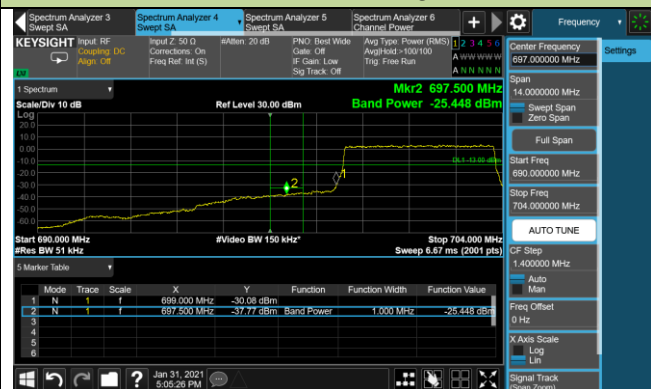 Spectrum Analyzer 3
Swept SA
Spectrum Analyzer 4
Swept SA
Spectrum Analyzer 5
Swept SA
Spectrum Analyzer 6
Channel Power
+
Frequency
KEYSIGHT
Input: RF
Coupling: DC
Align: Off
Input Z: 50 Ω
Corrections: On
Freq Ref: Int (S)
#Atten: 20 dB
PNO: Best Wide
Gate: Off
IF Gain: Low
Sig Track: Off
Avg Type: Power (RMS)
Avg|Hold:>100/100
Trig: Free Run
1 2 3 4 5 6
A W W W W W
A N N N N N
Settings
Center Frequency
697.000000 MHz
Span
14.0000000 MHz
Swept Span
Zero Span
Full Span
Start Freq
690.000000 MHz
Stop Freq
704.000000 MHz
AUTO TUNE
CF Step
1.400000 MHz
Auto
Man
Freq Offset
0 Hz
X Axis Scale
Log
Lin
Signal Track
(Span Zoom)
1 Spectrum
Scale/Div 10 dB
Ref Level 30.00 dBm
Mkr2 697.500 MHz
Band Power -25.448 dBm
Log
20.0
10.0
0.00
-10.0
-20.0
-30.0
-40.0
-50.0
-60.0
DL1 -13.00 dBm
2
1
Start 690.000 MHz
#Res BW 51 kHz
#Video BW 150 kHz*
Stop 704.000 MHz
Sweep 6.67 ms (2001 pts)
5 Marker Table
Mode Trace Scale X Y Function Function Width Function Value
1 N 1 f 699.000 MHz -30.08 dBm
2 N 1 f 697.500 MHz -37.77 dBm Band Power 1.000 MHz -25.448 dBm
3
4
5
6
?
Jan 31, 2021
5:05:26 PM